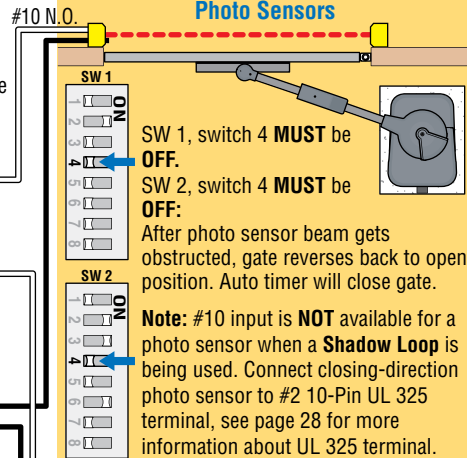 #10 N.O.
Photo Sensors
e
SW 1
ON
1
2
3
4
5
6
7
8
SW 1, switch 4 MUST be
OFF.
SW 2, switch 4 MUST be
OFF:
After photo sensor beam gets
obstructed, gate reverses back to open
position. Auto timer will close gate.
SW 2
ON
1
2
3
4
5
6
7
8
Note: #10 input is NOT available for a
photo sensor when a Shadow Loop is
being used. Connect closing-direction
photo sensor to #2 10-Pin UL 325
terminal, see page 28 for more
information about UL 325 terminal.